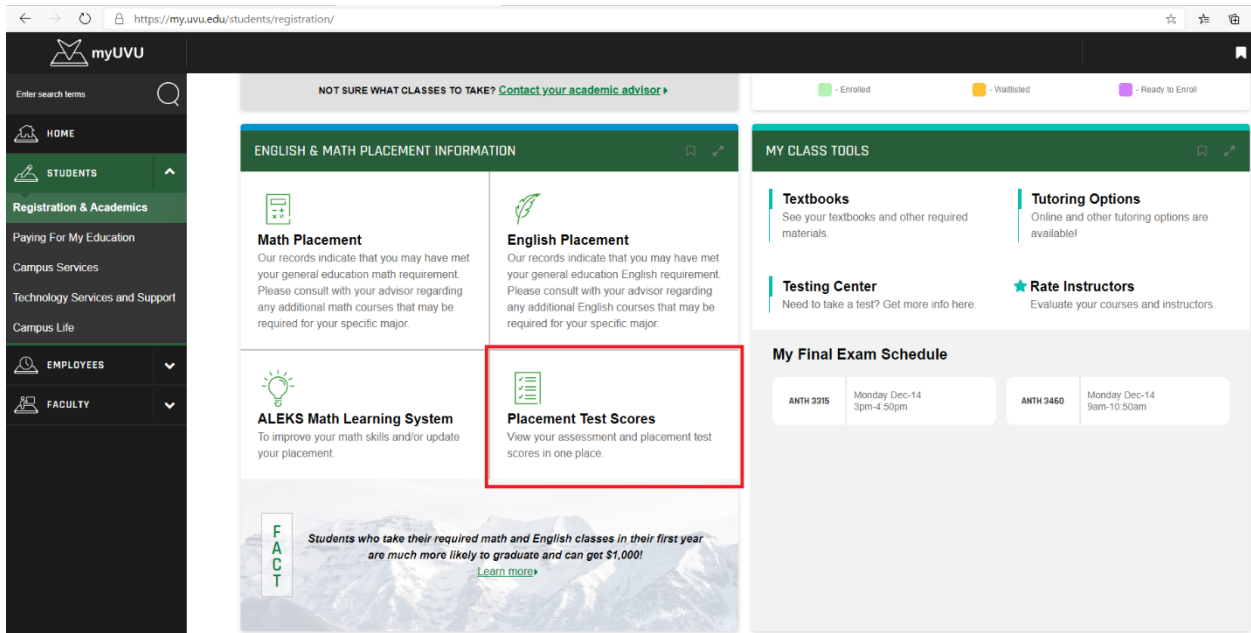 https://my.uvu.edu/students/registration/
myUVU
Enter search terms
HOME
STUDENTS
Registration & Academics
Paying For My Education
Campus Services
Technology Services and Support
Campus Life
EMPLOYEES
FACULTY
NOT SURE WHAT CLASSES TO TAKE? Contact your academic advisor
- Enrolled
- Waitlisted
- Ready to Enroll
ENGLISH & MATH PLACEMENT INFORMATION
Math Placement
Our records indicate that you may have met
your general education math requirement.
Please consult with your advisor regarding
any additional math courses that may be
required for your specific major.
English Placement
Our records indicate that you may have met
your general education English requirement.
Please consult with your advisor regarding
any additional English courses that may be
required for your specific major.
ALEKS Math Learning System
To improve your math skills and/or update
your placement.
Placement Test Scores
View your assessment and placement test
scores in one place.
FACT
Students who take their required math and English classes in their first year
are much more likely to graduate and can get $1,000!
Learn more
MY CLASS TOOLS
Textbooks
See your textbooks and other required
materials.
Tutoring Options
Online and other tutoring options are
available!
Testing Center
Need to take a test? Get more info here.
Rate Instructors
Evaluate your courses and instructors.
My Final Exam Schedule
ANTH 3315
Monday Dec-14
3pm-4:50pm
ANTH 3460
Monday Dec-14
9am-10:50am